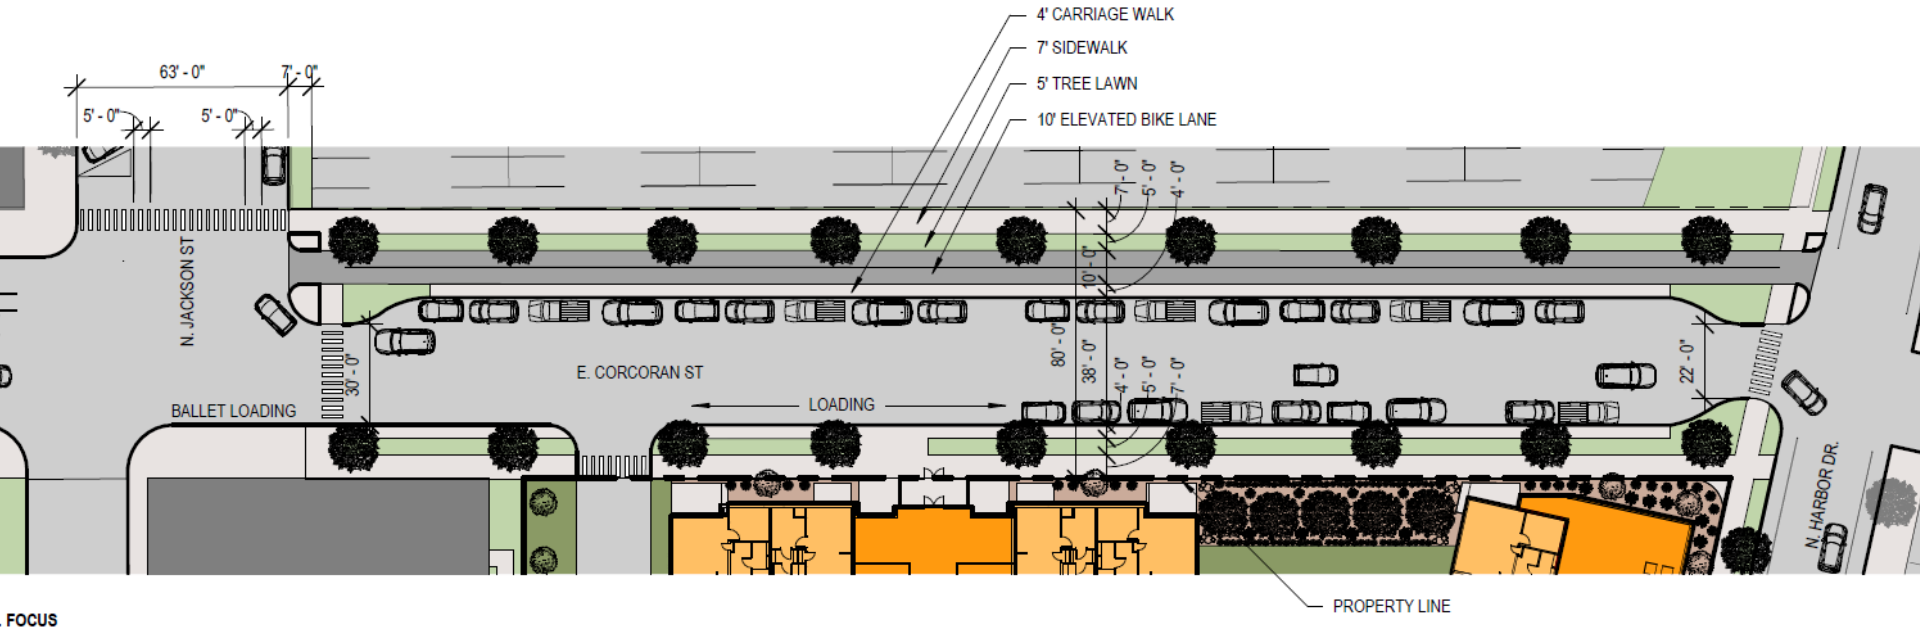 4' CARRIAGE WALK
7' SIDEWALK
5' TREE LAWN
10' ELEVATED BIKE LANE
63' - 0"
7' - 0"
5' - 0"
5' - 0"
7' - 0"
5' - 0"
4' - 0"
10' - 0"
N. JACKSON ST
30' - 0"
E. CORCORAN ST
80' - 0"
38' - 0"
4' - 0"
5' - 0"
7' - 0"
22' - 0"
BALLET LOADING
LOADING
N. HARBOR DR.
PROPERTY LINE
FOCUS